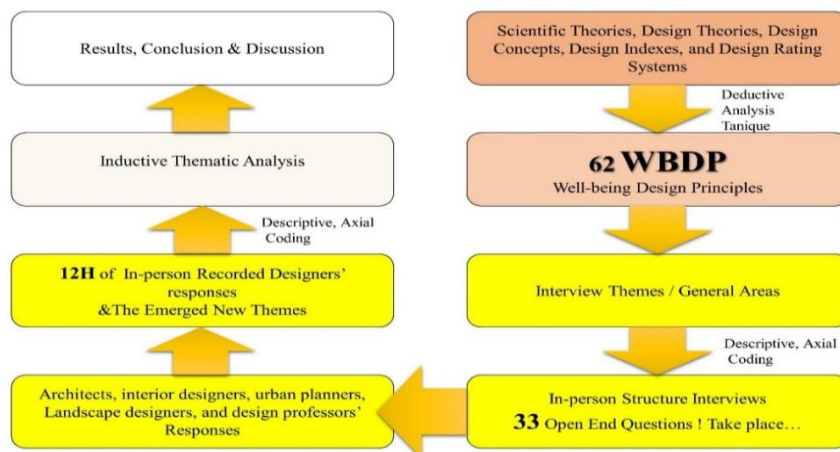 Scientific Theories, Design Theories, Design
Concepts, Design Indexes, and Design Rating
Systems
Deductive
Analysis
Tanique
62 WBDP
Well-being Design Principles
Interview Themes / General Areas
Descriptive, Axial
Coding
In-person Structure Interviews
33 Open End Questions ! Take place…
Architects, interior designers, urban planners,
Landscape designers, and design professors’
Responses
12H of In-person Recorded Designers’
responses
&The Emerged New Themes
Descriptive, Axial
Coding
Inductive Thematic Analysis
Results, Conclusion & Discussion